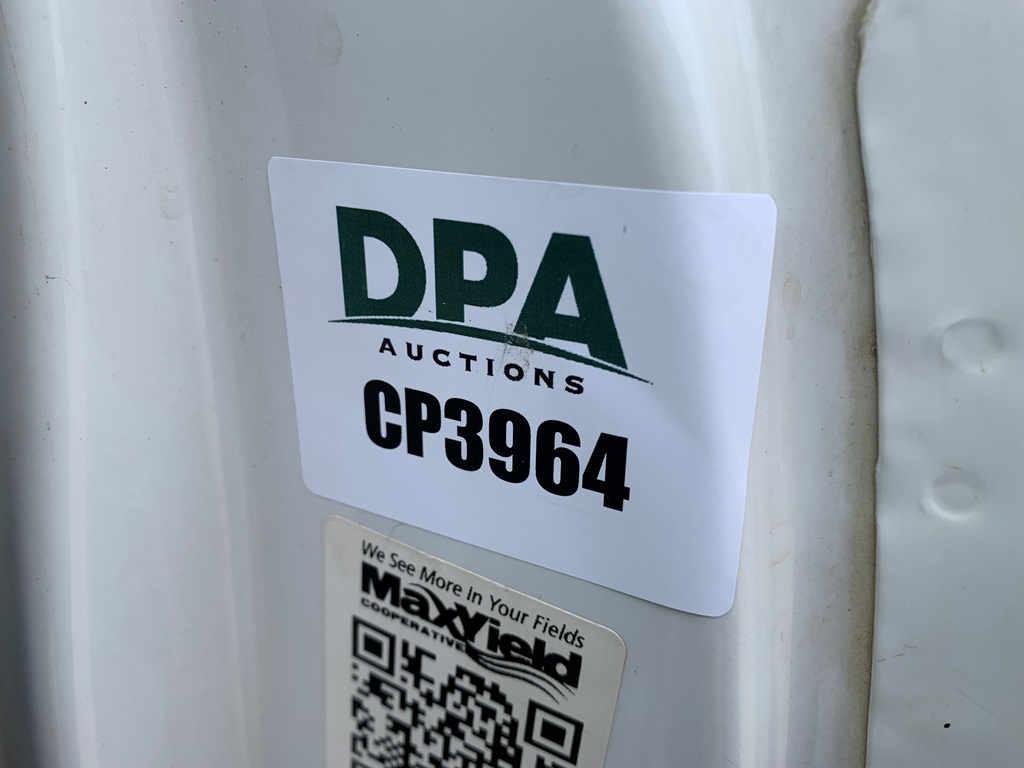 DPA
AUCTIONS
CP3964
We See More In Your Fields
MaxYield
COOPERATIVE